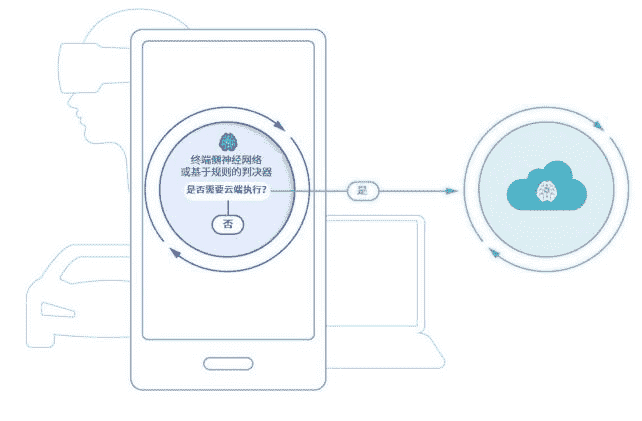 终端侧神经网络
或基于规则的判决器
是否需要云端执行?
是
否